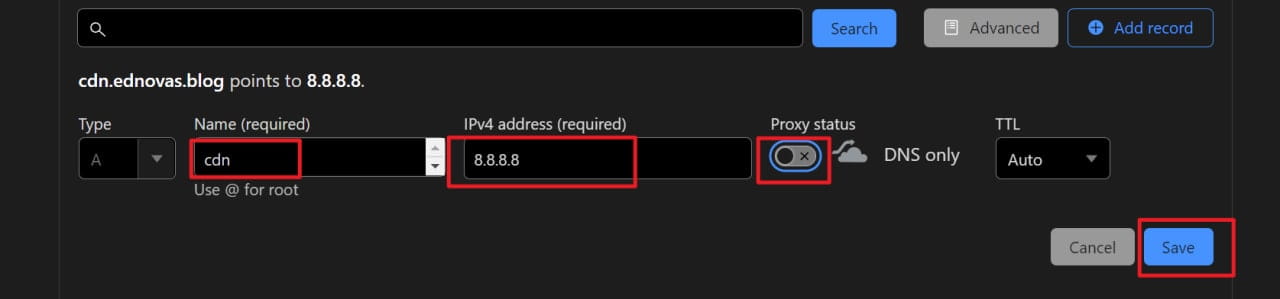 Search Advanced Add record
cdn.ednovas.blog points to 8.8.8.8.
Type Name (required) IPv4 address (required) Proxy status TTL
A cdn 8.8.8.8 DNS only Auto
Use @ for root
Cancel Save